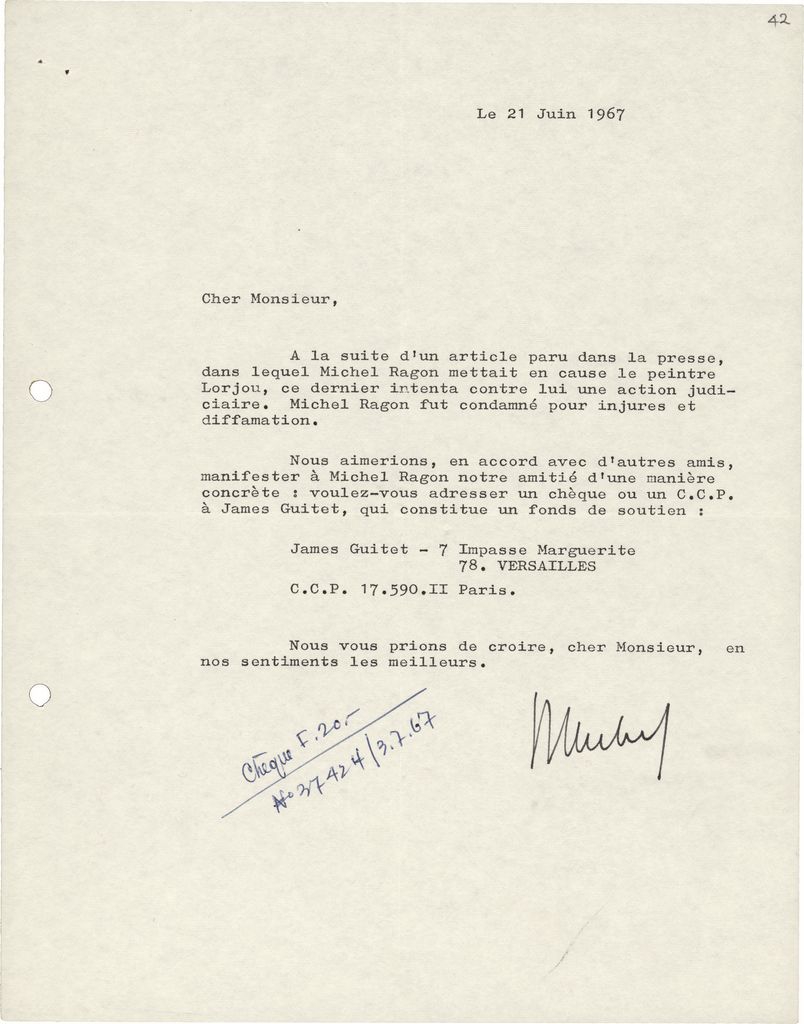 42
Le 21 Juin 1967
Cher Monsieur,
A la suite d'un article paru dans la presse,
dans lequel Michel Ragon mettait en cause le peintre
Lorjou, ce dernier intenta contre lui une action judi-
ciaire. Michel Ragon fut condamné pour injures et
diffamation.
Nous aimerions, en accord avec d'autres amis,
manifester à Michel Ragon notre amitié d'une manière
concrète : voulez-vous adresser un chèque ou un C.C.P.
à James Guitet, qui constitue un fonds de soutien :
James Guitet - 7 Impasse Marguerite
78. VERSAILLES
C.C.P. 17.590.II Paris.
Nous vous prions de croire, cher Monsieur, en
nos sentiments les meilleurs.
Chèque F. 20.-
No 37424/3.7.67